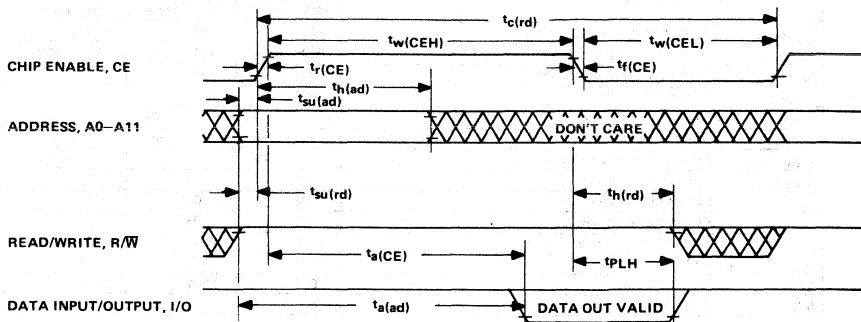 tc(rd)
tw(CEH)
tw(CEL)
CHIP ENABLE, CE
tr(CE)
tf(CE)
th(ad)
tsu(ad)
ADDRESS, A0–A11
DON'T CARE
tsu(rd)
th(rd)
READ/WRITE, R/W̅
ta(CE)
tPLH
DATA INPUT/OUTPUT, I/O
ta(ad)
DATA OUT VALID